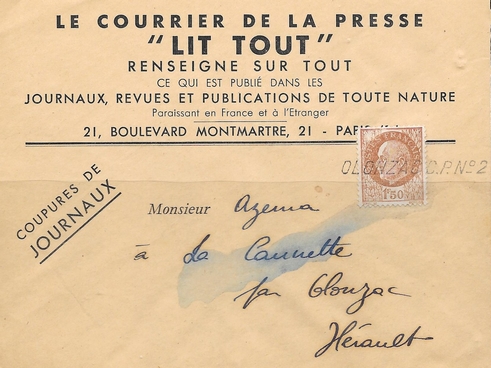 LE COURRIER DE LA PRESSE
"LIT TOUT"
RENSEIGNE SUR TOUT
CE QUI EST PUBLIÉ DANS LES
JOURNAUX, REVUES ET PUBLICATIONS DE TOUTE NATURE
Paraissant en France et à l'Etranger
21, BOULEVARD MONTMARTRE, 21 - PARIS
OLONZAC C.P. Nº2
1F50
COUPURES DE
JOURNAUX
Monsieur Azema
à La Caunette
par Olonzac
Hérault